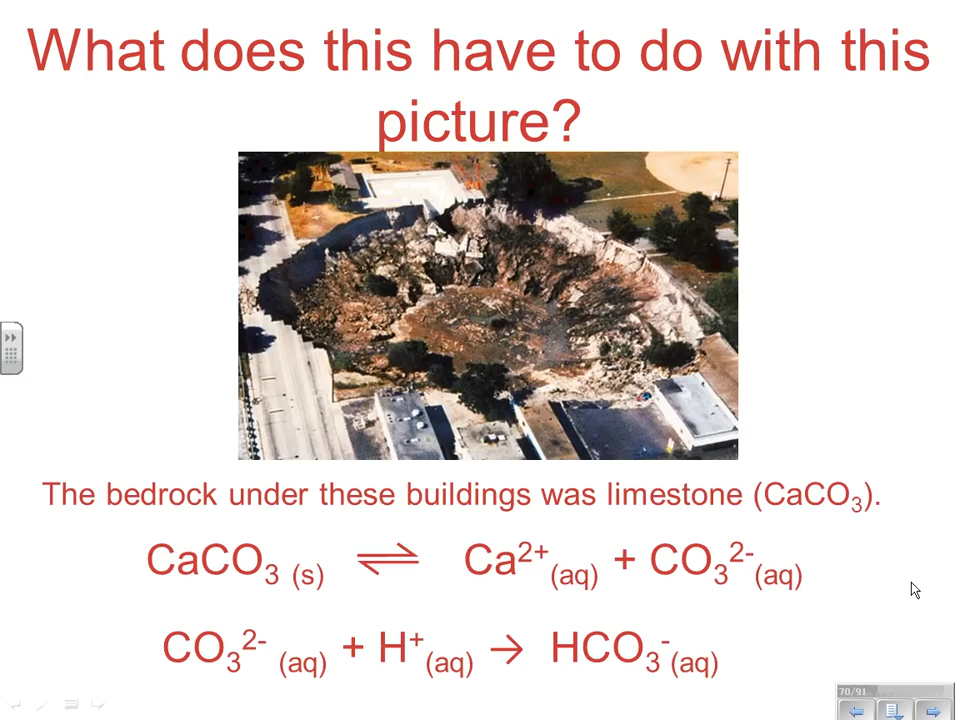 What does this have to do with this
picture?
The bedrock under these buildings was limestone (CaCO₃).
CaCO₃ (s) ⇌ Ca²⁺(aq) + CO₃²⁻(aq)
CO₃²⁻ (aq) + H⁺(aq) → HCO₃⁻(aq)
70/91